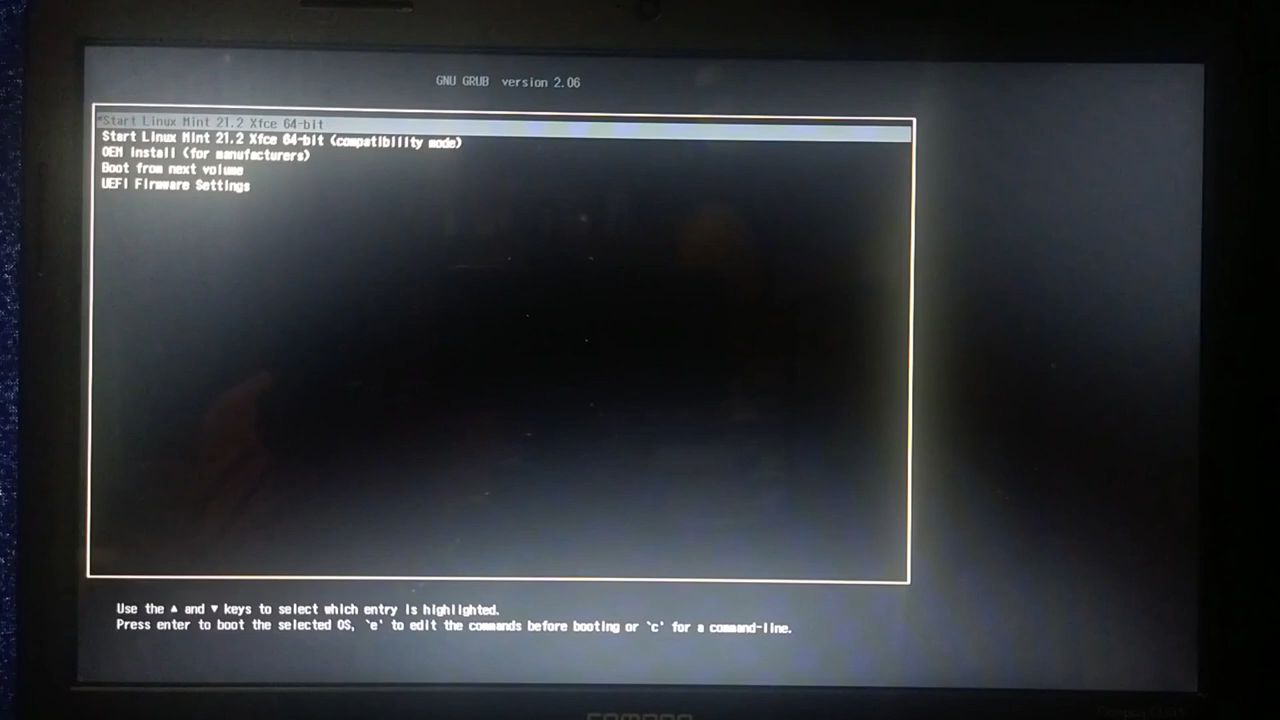 GNU GRUB version 2.06
*Start Linux Mint 21.2 Xfce 64-bit
Start Linux Mint 21.2 Xfce 64-bit (compatibility mode)
OEM install (for manufacturers)
Boot from next volume
UEFI Firmware Settings
Use the ▲ and ▼ keys to select which entry is highlighted.
Press enter to boot the selected OS, `e' to edit the commands before booting or `c' for a command-line.